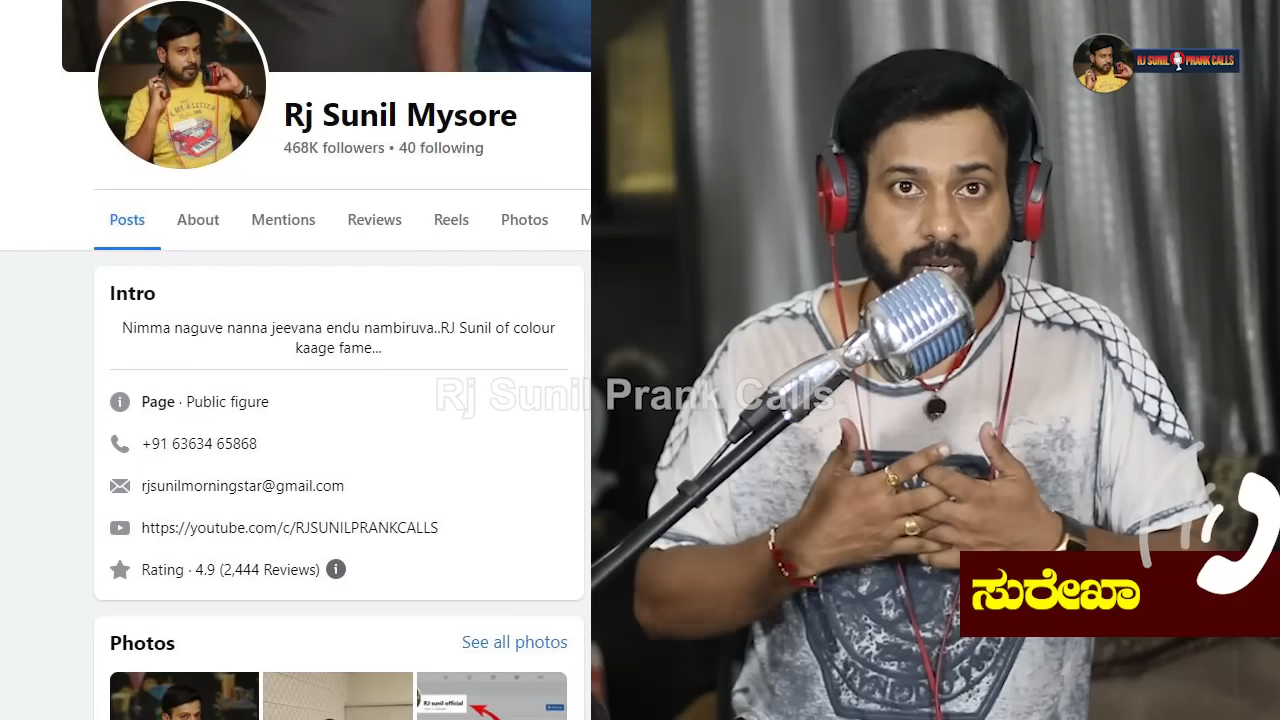 Rj Sunil Mysore
468K followers • 40 following
Posts About Mentions Reviews Reels Photos M
Intro
Nimma naguve nanna jeevana endu nambiruva..RJ Sunil of colour
kaage fame...
Page · Public figure
+91 63634 65868
rjsunilmorningstar@gmail.com
https://youtube.com/c/RJSUNILPRANKCALLS
Rating · 4.9 (2,444 Reviews)
Photos See all photos
RJ sunil official
RJ SUNIL PRANK CALLS
Rj Sunil Prank Calls
ಸುರೇಖಾ